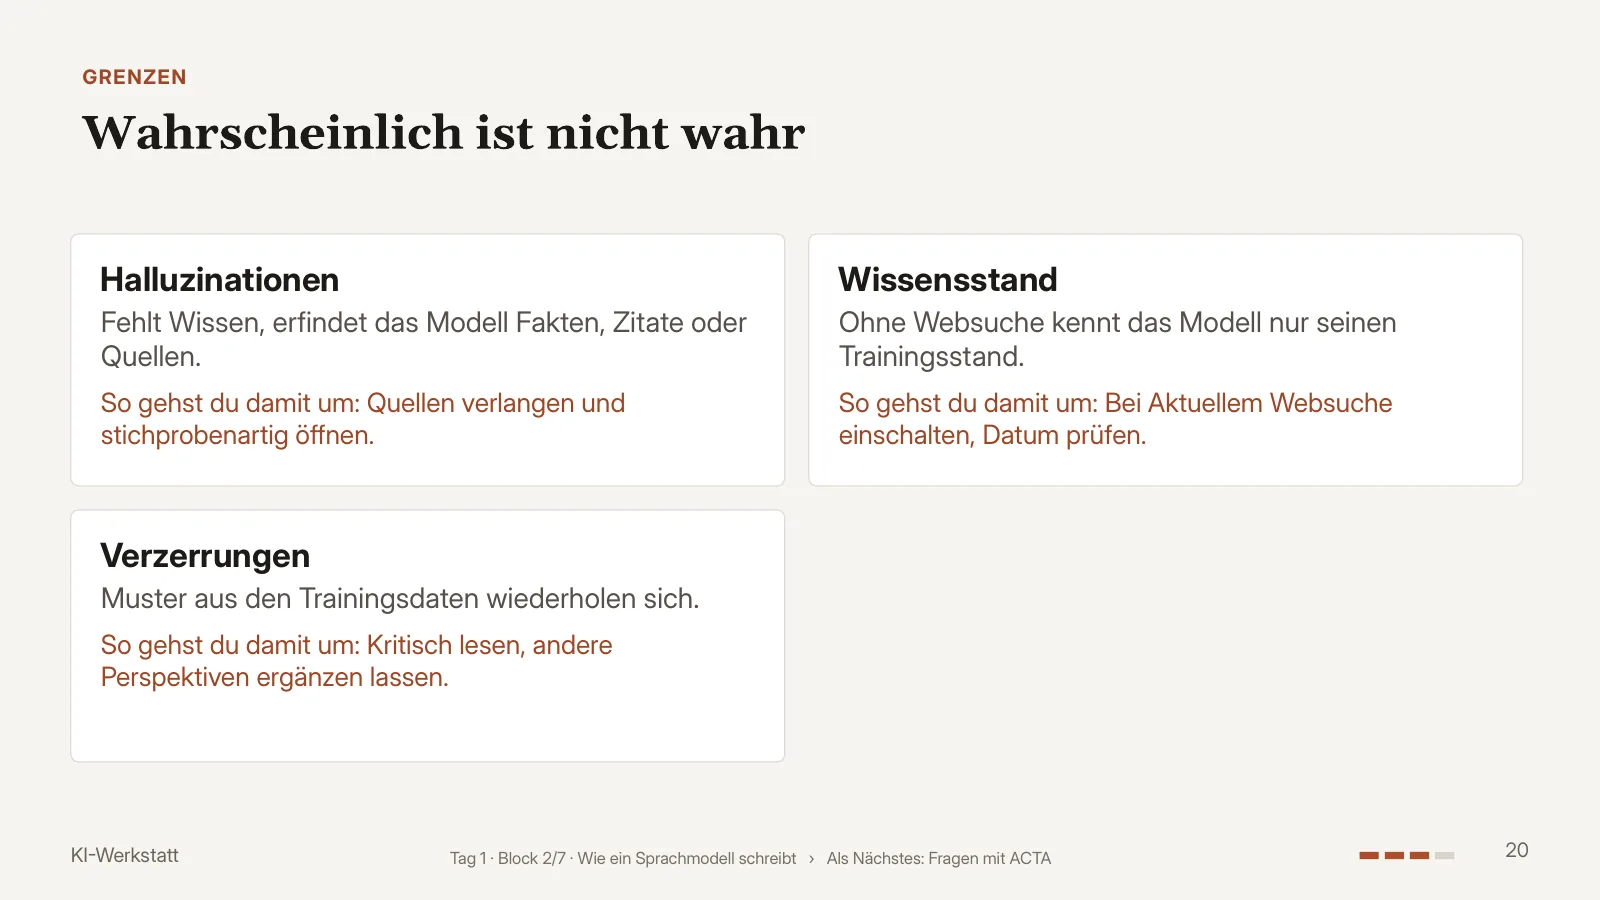 GRENZEN
Wahrscheinlich ist nicht wahr
Halluzinationen
Fehlt Wissen, erfindet das Modell Fakten, Zitate oder
Quellen.
So gehst du damit um: Quellen verlangen und
stichprobenartig öffnen.
Wissensstand
Ohne Websuche kennt das Modell nur seinen
Trainingsstand.
So gehst du damit um: Bei Aktuellem Websuche
einschalten, Datum prüfen.
Verzerrungen
Muster aus den Trainingsdaten wiederholen sich.
So gehst du damit um: Kritisch lesen, andere
Perspektiven ergänzen lassen.
KI-Werkstatt
Tag 1 · Block 2/7 · Wie ein Sprachmodell schreibt › Als Nächstes: Fragen mit ACTA
20